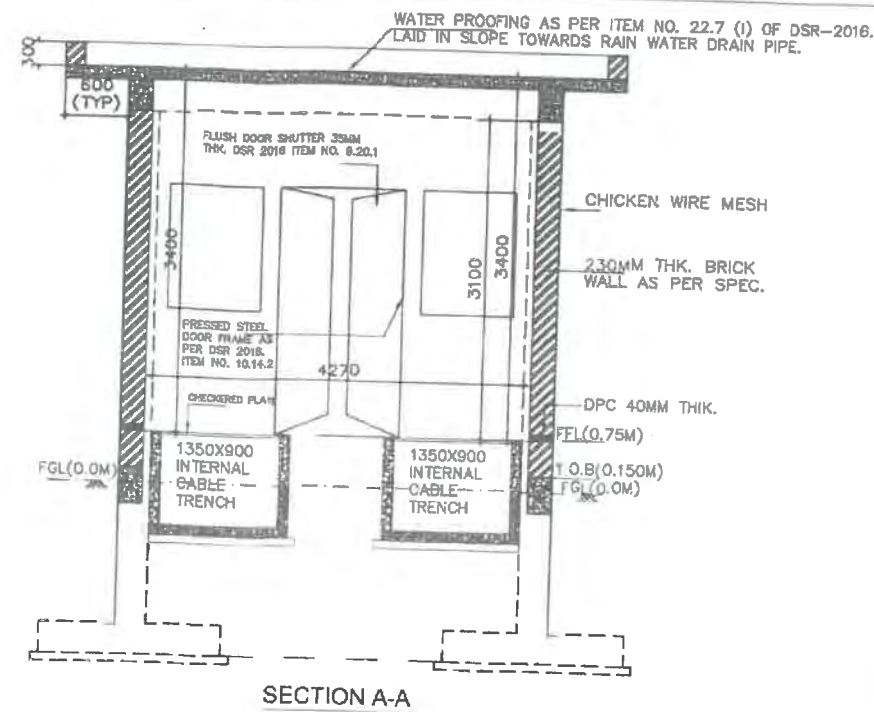 WATER PROOFING AS PER ITEM NO. 22.7 (I) OF DSR-2016.
LAID IN SLOPE TOWARDS RAIN WATER DRAIN PIPE.
300
600
(TYP)
FLUSH DOOR SHUTTER 35MM
THK. DSR 2016 ITEM NO. 9.20.1
CHICKEN WIRE MESH
3400
3100
3400
230MM THK. BRICK
WALL AS PER SPEC.
PRESSED STEEL
DOOR FRAME AS
PER DSR 2016.
ITEM NO. 10.14.2
4270
CHECKERED PLATE
DPC 40MM THIK.
FFL(0.75M)
1350X900
INTERNAL
CABLE
TRENCH
1350X900
INTERNAL
CABLE
TRENCH
FGL(0.0M)
T.O.B(0.150M)
FGL(0.0M)
SECTION A-A